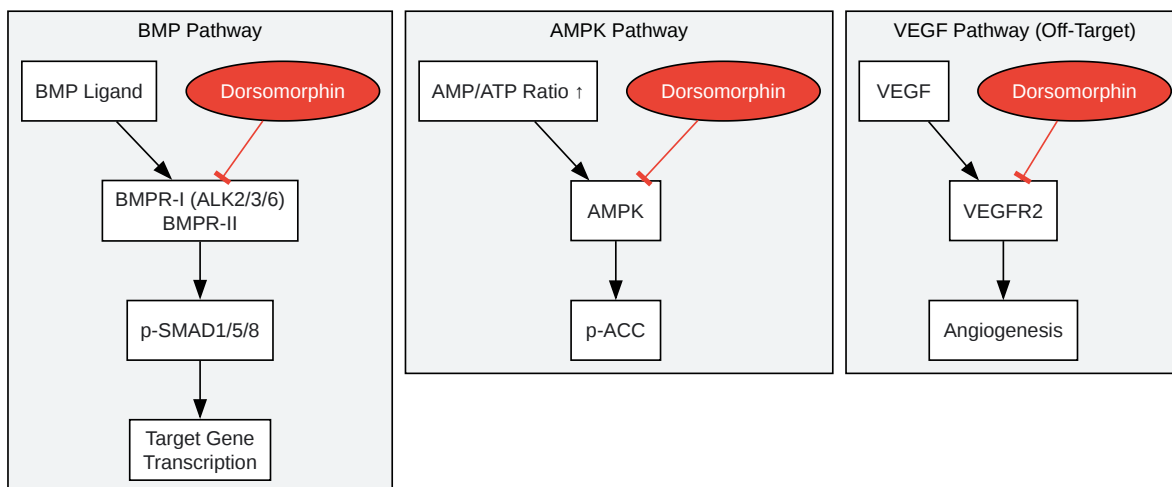 BMP Pathway
BMP Ligand
Dorsomorphin
BMPR-I (ALK2/3/6)
BMPR-II
p-SMAD1/5/8
Target Gene
Transcription
AMPK Pathway
AMP/ATP Ratio ↑
Dorsomorphin
AMPK
p-ACC
VEGF Pathway (Off-Target)
VEGF
Dorsomorphin
VEGFR2
Angiogenesis